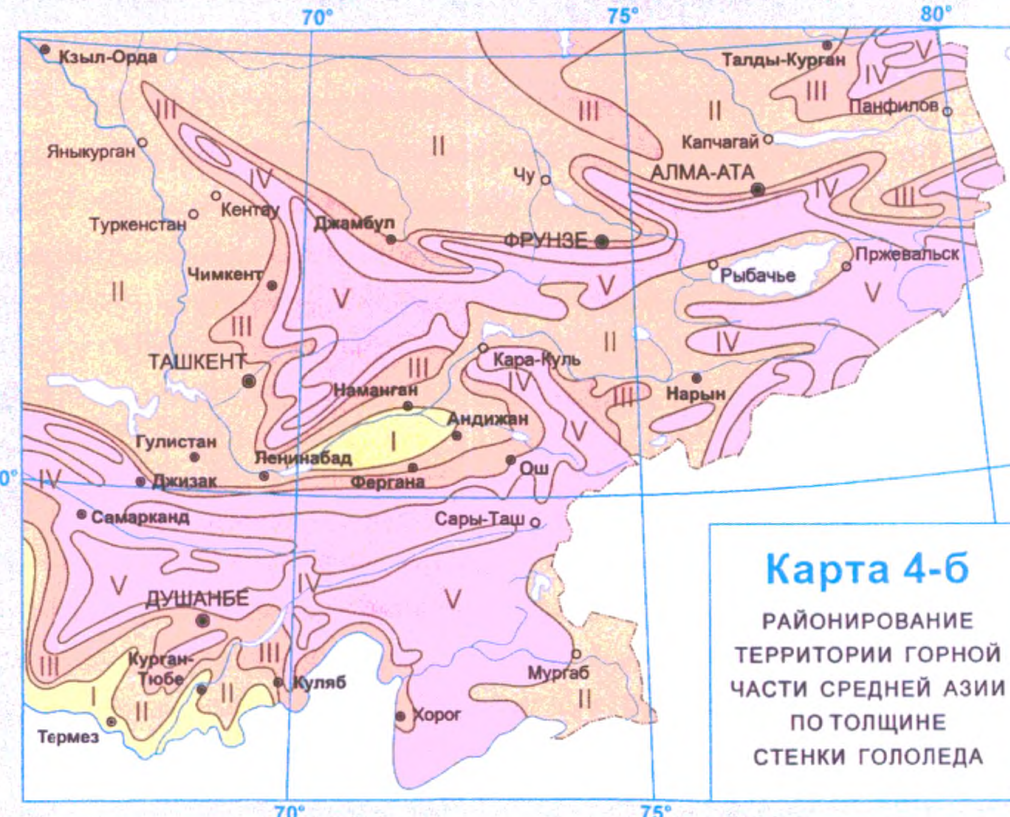 70°
75°
80°
Кзыл-Орда
Талды-Курган
V
IV
III
III
III
II
Панфилов
Яныкурган
II
Капчагай
Чу
АЛМА-АТА
IV
IV
III
Туркенстан
Кентау
Джамбул
ФРУНЗЕ
Рыбачье
Пржевальск
Чимкент
II
V
V
V
III
II
ТАШКЕНТ
IV
Кара-Куль
III
IV
Наманган
III
Нарын
Андижан
V
I
Гулистан
Ленинабад
Ош
0°
IV
Джизак
Фергана
Самарканд
Сары-Таш
V
IV
V
ДУШАНБЕ
III
Курган-
Тюбе
III
I
II
II
Куляб
Мургаб
II
Термез
Хорог
70°
75°
Карта 4-б
РАЙОНИРОВАНИЕ
ТЕРРИТОРИИ ГОРНОЙ
ЧАСТИ СРЕДНЕЙ АЗИИ
ПО ТОЛЩИНЕ
СТЕНКИ ГОЛОЛЕДА